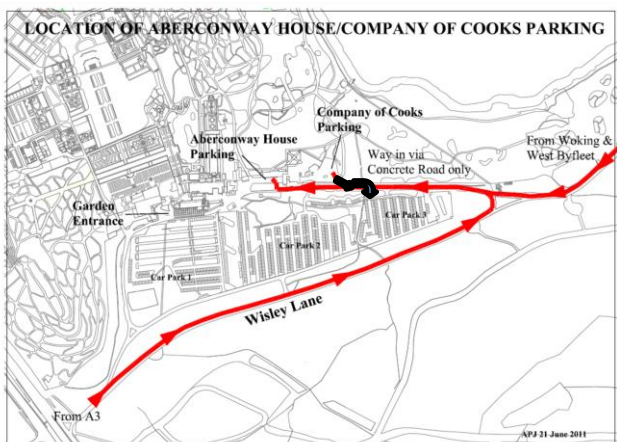 LOCATION OF ABERCONWAY HOUSE/COMPANY OF COOKS PARKING
Company of Cooks
Parking
Aberconway House
Parking
Way in via
Concrete Road only
From Woking &
West Byfleet
Garden
Entrance
Car Park 3
Car Park 2
Car Park 1
Wisley Lane
From A3
APJ 21 June 2011